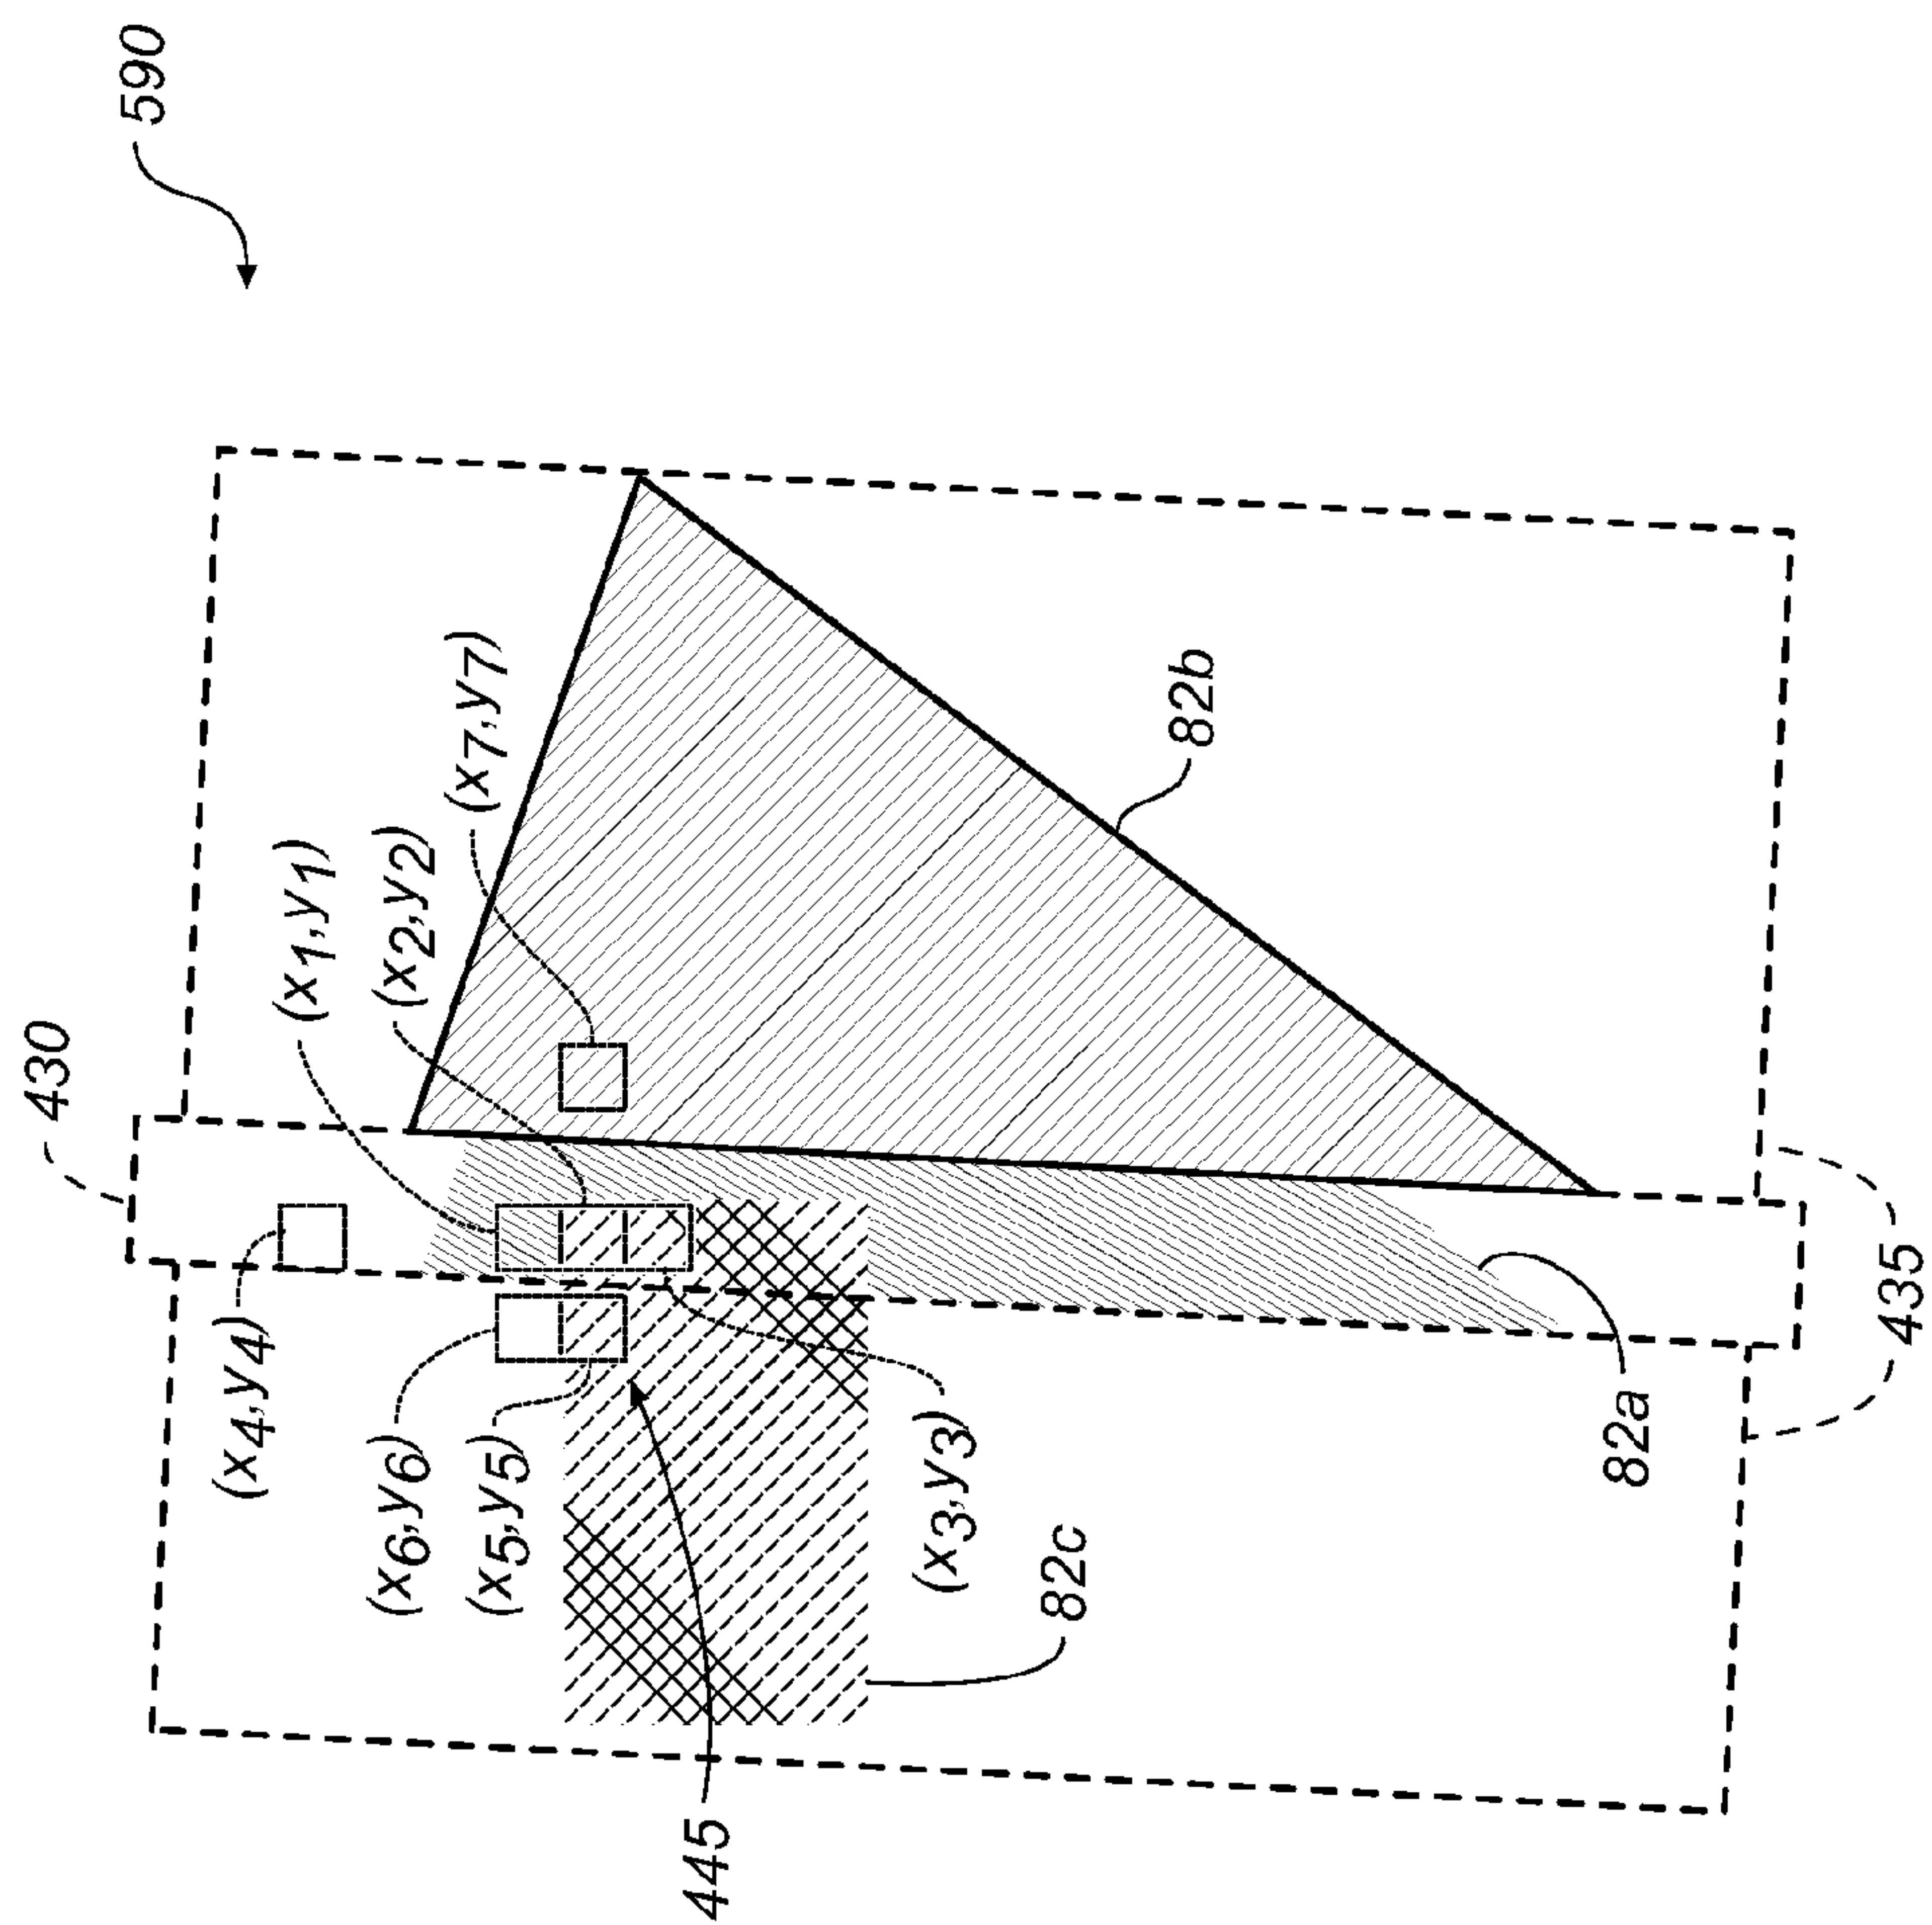 590
430
(x1,y1)
(x2,y2)
(x7,y7)
82b
(x4,y4)
(x6,y6)
(x5,y5)
(x3,y3)
82c
82a
435
445